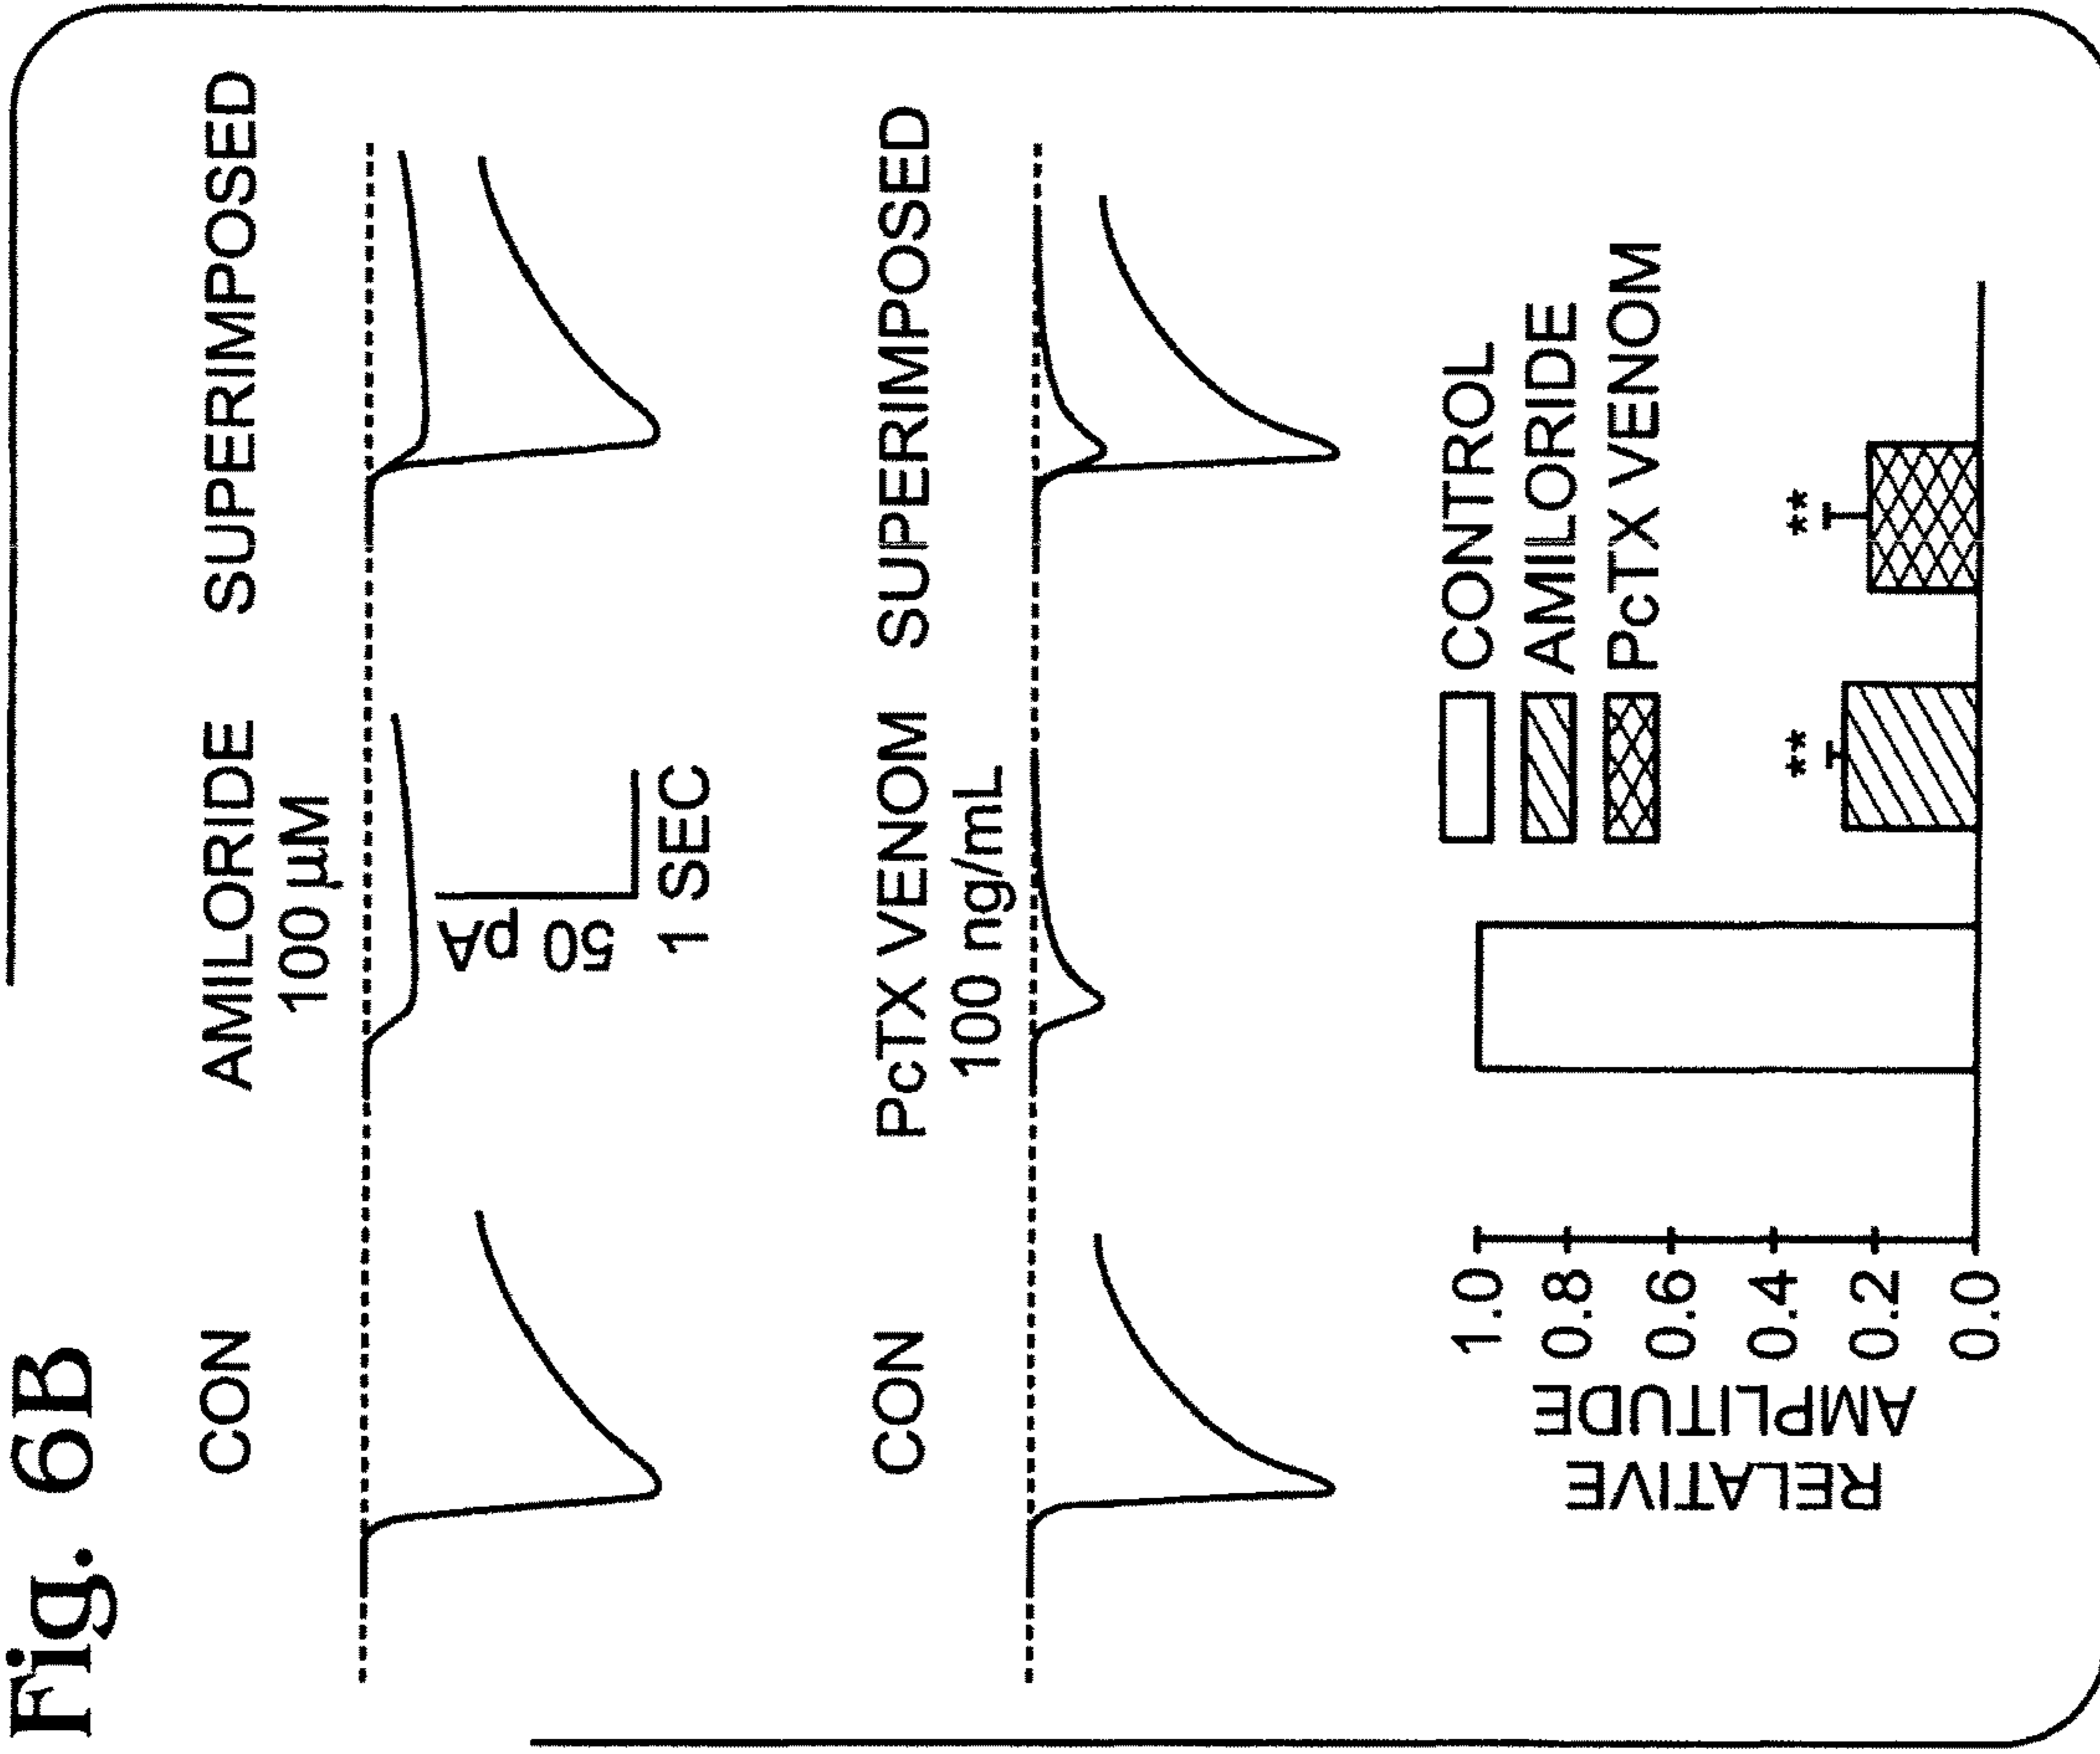 Fig. 6B
CON
AMILORIDE
100 µM
SUPERIMPOSED
50 pA
1 SEC
CON
PcTX VENOM
100 ng/mL
SUPERIMPOSED
RELATIVE
AMPLITUDE
1.0
0.8
0.6
0.4
0.2
0.0
CONTROL
AMILORIDE
PcTX VENOM
**
**